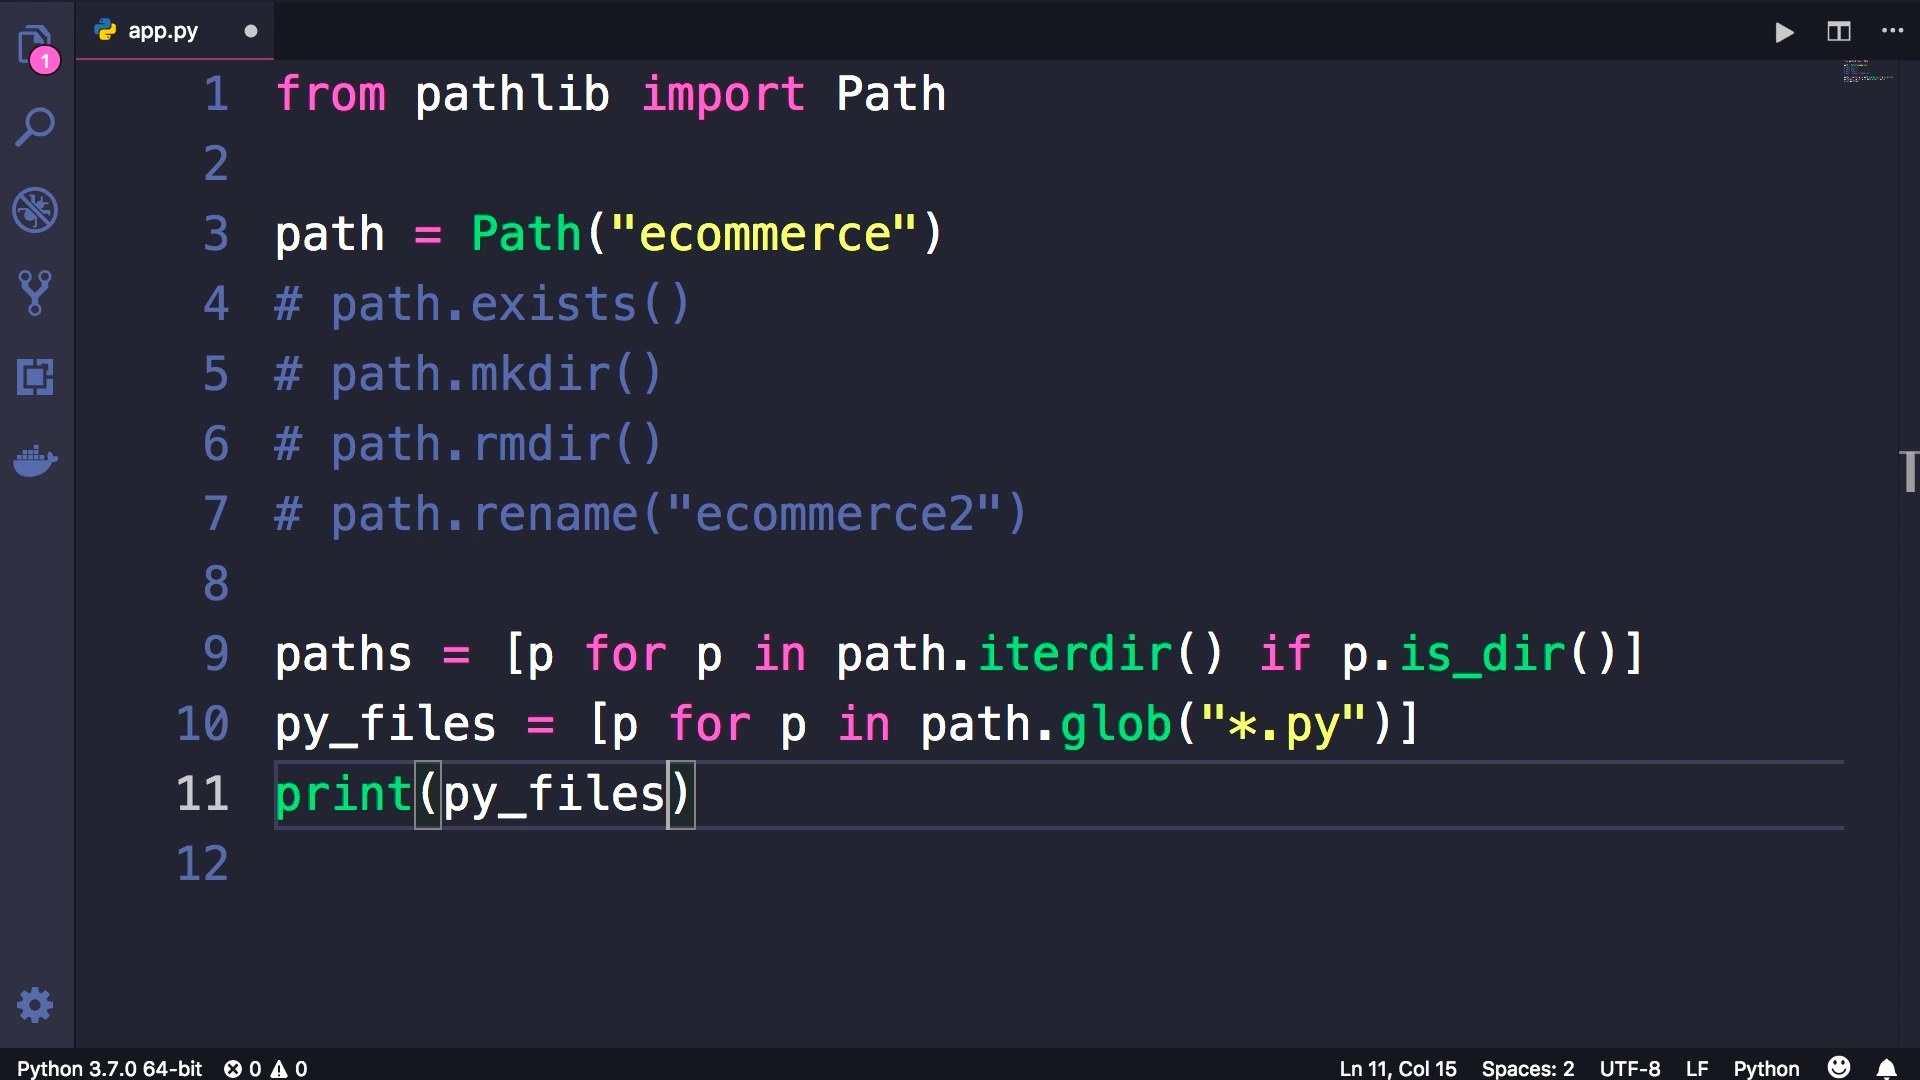 app.py
1
1 from pathlib import Path
2
3 path = Path("ecommerce")
4 # path.exists()
5 # path.mkdir()
6 # path.rmdir()
7 # path.rename("ecommerce2")
8
9 paths = [p for p in path.iterdir() if p.is_dir()]
10 py_files = [p for p in path.glob("*.py")]
11 print(py_files)
12
Python 3.7.0 64-bit 0 0 Ln 11, Col 15 Spaces: 2 UTF-8 LF Python